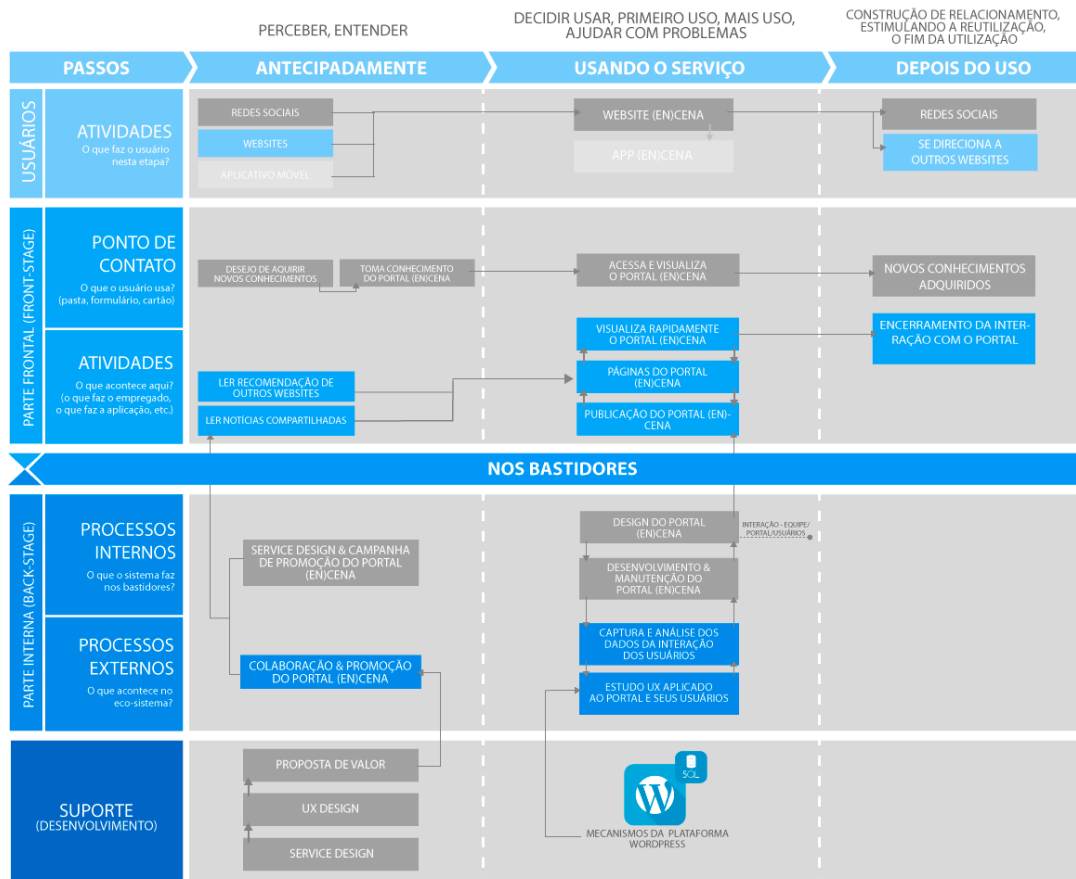 PERCEBER, ENTENDER
DECIDIR USAR, PRIMEIRO USO, MAIS USO,
AJUDAR COM PROBLEMAS
CONSTRUÇÃO DE RELACIONAMENTO,
ESTIMULANDO A REUTILIZAÇÃO,
O FIM DA UTILIZAÇÃO
PASSOS
ANTECIPADAMENTE
USANDO O SERVIÇO
DEPOIS DO USO
USUÁRIOS
ATIVIDADES
O que faz o usuário
nesta etapa?
REDES SOCIAIS
WEBSITES
APLICATIVO MÓVEL
WEBSITE (EN)CENA
APP (EN)CENA
REDES SOCIAIS
SE DIRECIONA A
OUTROS WEBSITES
PARTE FRONTAL (FRONT-STAGE)
PONTO DE
CONTATO
O que o usuário usa?
(pasta, formulário, cartão)
DESEJO DE AQUIRIR
NOVOS CONHECIMENTOS
TOMA CONHECIMENTO
DO PORTAL (EN)CENA
ACESSA E VISUALIZA
O PORTAL (EN)CENA
NOVOS CONHECIMENTOS
ADQUIRIDOS
ATIVIDADES
O que acontece aqui?
(o que faz o empregado,
o que faz a aplicação, etc.)
LER RECOMENDAÇÃO DE
OUTROS WEBSITES
LER NOTÍCIAS COMPARTILHADAS
VISUALIZA RAPIDAMENTE
O PORTAL (EN)CENA
PÁGINAS DO PORTAL
(EN)CENA
PUBLICAÇÃO DO PORTAL (EN)-
CENA
ENCERRAMENTO DA INTER-
RAÇÃO COM O PORTAL
NOS BASTIDORES
PARTE INTERNA (BACK-STAGE)
PROCESSOS
INTERNOS
O que o sistema faz
nos bastidores?
SERVICE DESIGN & CAMPANHA
DE PROMOÇÃO DO PORTAL
(EN)CENA
DESIGN DO PORTAL
(EN)CENA
INTERAÇÃO - EQUIPE/
PORTAL/USUÁRIOS
DESENVOLVIMENTO &
MANUTENÇÃO DO
PORTAL (EN)CENA
PROCESSOS
EXTERNOS
O que acontece no
eco-sistema?
COLABORAÇÃO & PROMOÇÃO
DO PORTAL (EN)CENA
CAPTURA E ANÁLISE DOS
DADOS DA INTERAÇÃO
DOS USUÁRIOS
ESTUDO UX APLICADO
AO PORTAL E SEUS USUÁRIOS
SUPORTE
(DESENVOLVIMENTO)
PROPOSTA DE VALOR
UX DESIGN
SERVICE DESIGN
SQL
MECANISMOS DA PLATAFORMA
WORDPRESS